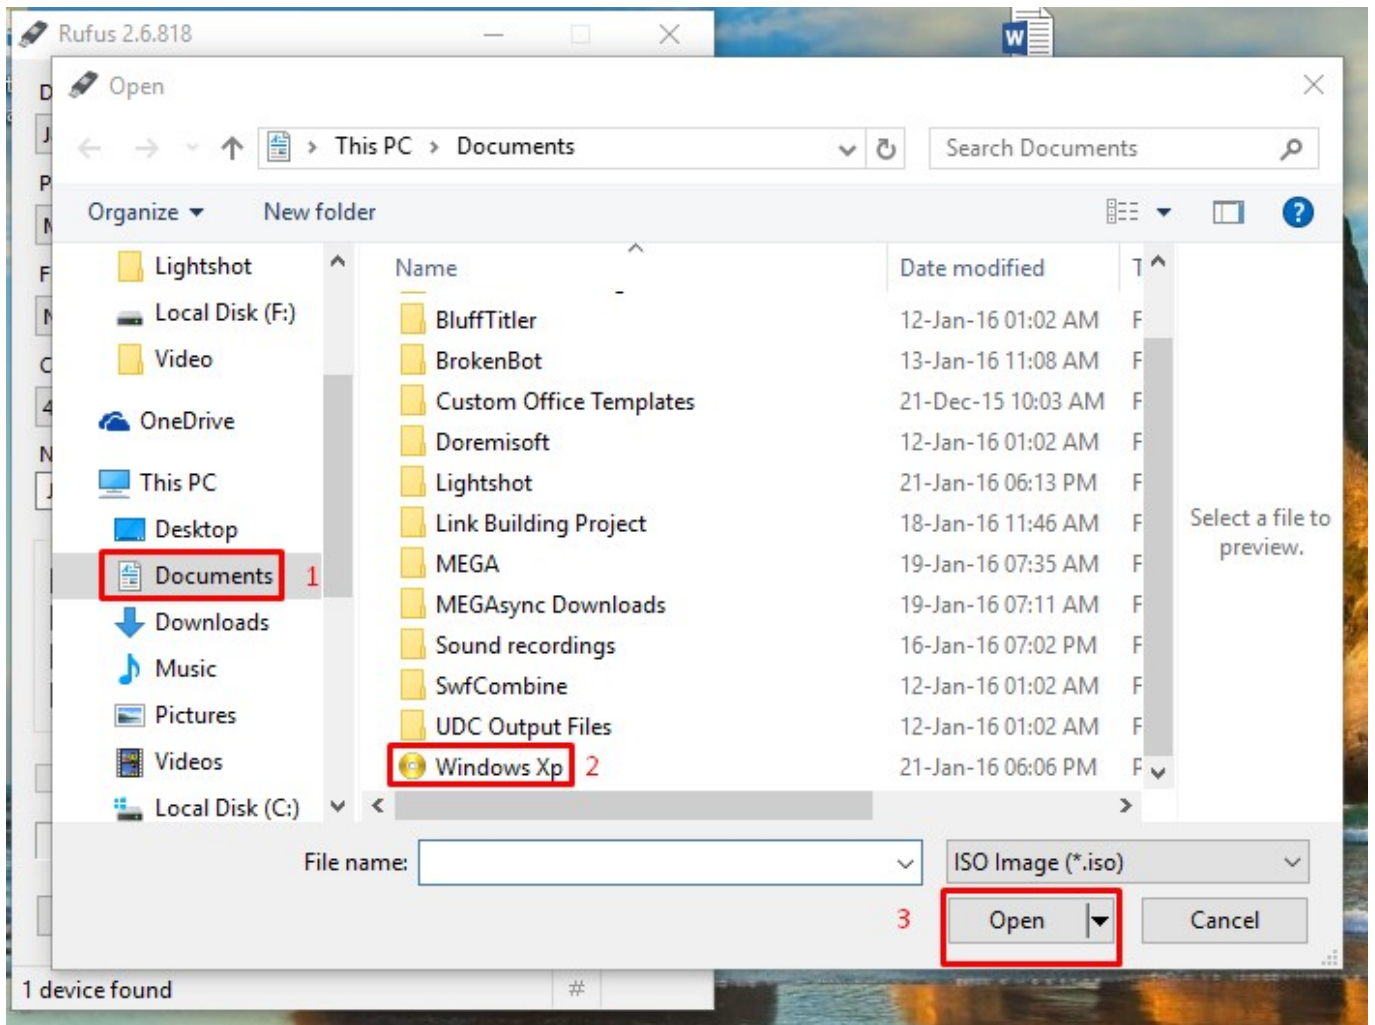 Rufus 2.6.818
W
Open
This PC > Documents
Search Documents
Organize
New folder
?
Name
Date modified
Lightshot
Local Disk (F:)
Video
OneDrive
This PC
Desktop
Documents 1
Downloads
Music
Pictures
Videos
Local Disk (C:)
BluffTitler 12-Jan-16 01:02 AM F
BrokenBot 13-Jan-16 11:08 AM F
Custom Office Templates 21-Dec-15 10:03 AM F
Doremisoft 12-Jan-16 01:02 AM F
Lightshot 21-Jan-16 06:13 PM F
Link Building Project 18-Jan-16 11:46 AM F
MEGA 19-Jan-16 07:35 AM F
MEGAsync Downloads 19-Jan-16 07:11 AM F
Sound recordings 16-Jan-16 07:02 PM F
SwfCombine 12-Jan-16 01:02 AM F
UDC Output Files 12-Jan-16 01:02 AM F
Windows Xp 2 21-Jan-16 06:06 PM
Select a file to
preview.
File name:
ISO Image (*.iso)
3 Open
Cancel
1 device found
#